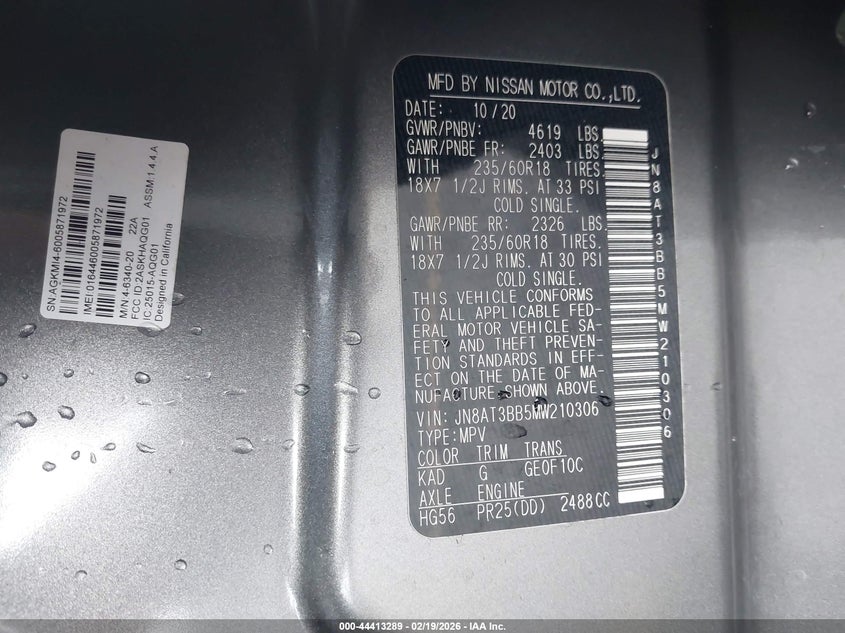 SN:AGKMI4-6005871972
IMEI:016446005871972
M/N:4-6340-20 22A
FCC ID:2ASKHAQG01 ASSM:1.4.4.A
IC:25015-AQG01
Designed in California
MFD BY NISSAN MOTOR CO.,LTD.
DATE: 10/20
GVWR/PNBV: 4619 LBS
GAWR/PNBE FR: 2403 LBS
WITH 235/60R18 TIRES.
18X7 1/2J RIMS. AT 33 PSI
COLD SINGLE.
GAWR/PNBE RR: 2326 LBS.
WITH 235/60R18 TIRES.
18X7 1/2J RIMS. AT 30 PSI
COLD SINGLE.
THIS VEHICLE CONFORMS
TO ALL APPLICABLE FED-
ERAL MOTOR VEHICLE SA-
FETY AND THEFT PREVEN-
TION STANDARDS IN EFF-
ECT ON THE DATE OF MA-
NUFACTURE SHOWN ABOVE.
VIN: JN8AT3BB5MW210306
TYPE:MPV
COLOR TRIM TRANS
KAD G GE0F10C
AXLE ENGINE
HG56 PR25(DD) 2488CC
JN8AT3BB5MW210306
000-44413289 - 02/19/2026 - IAA Inc.